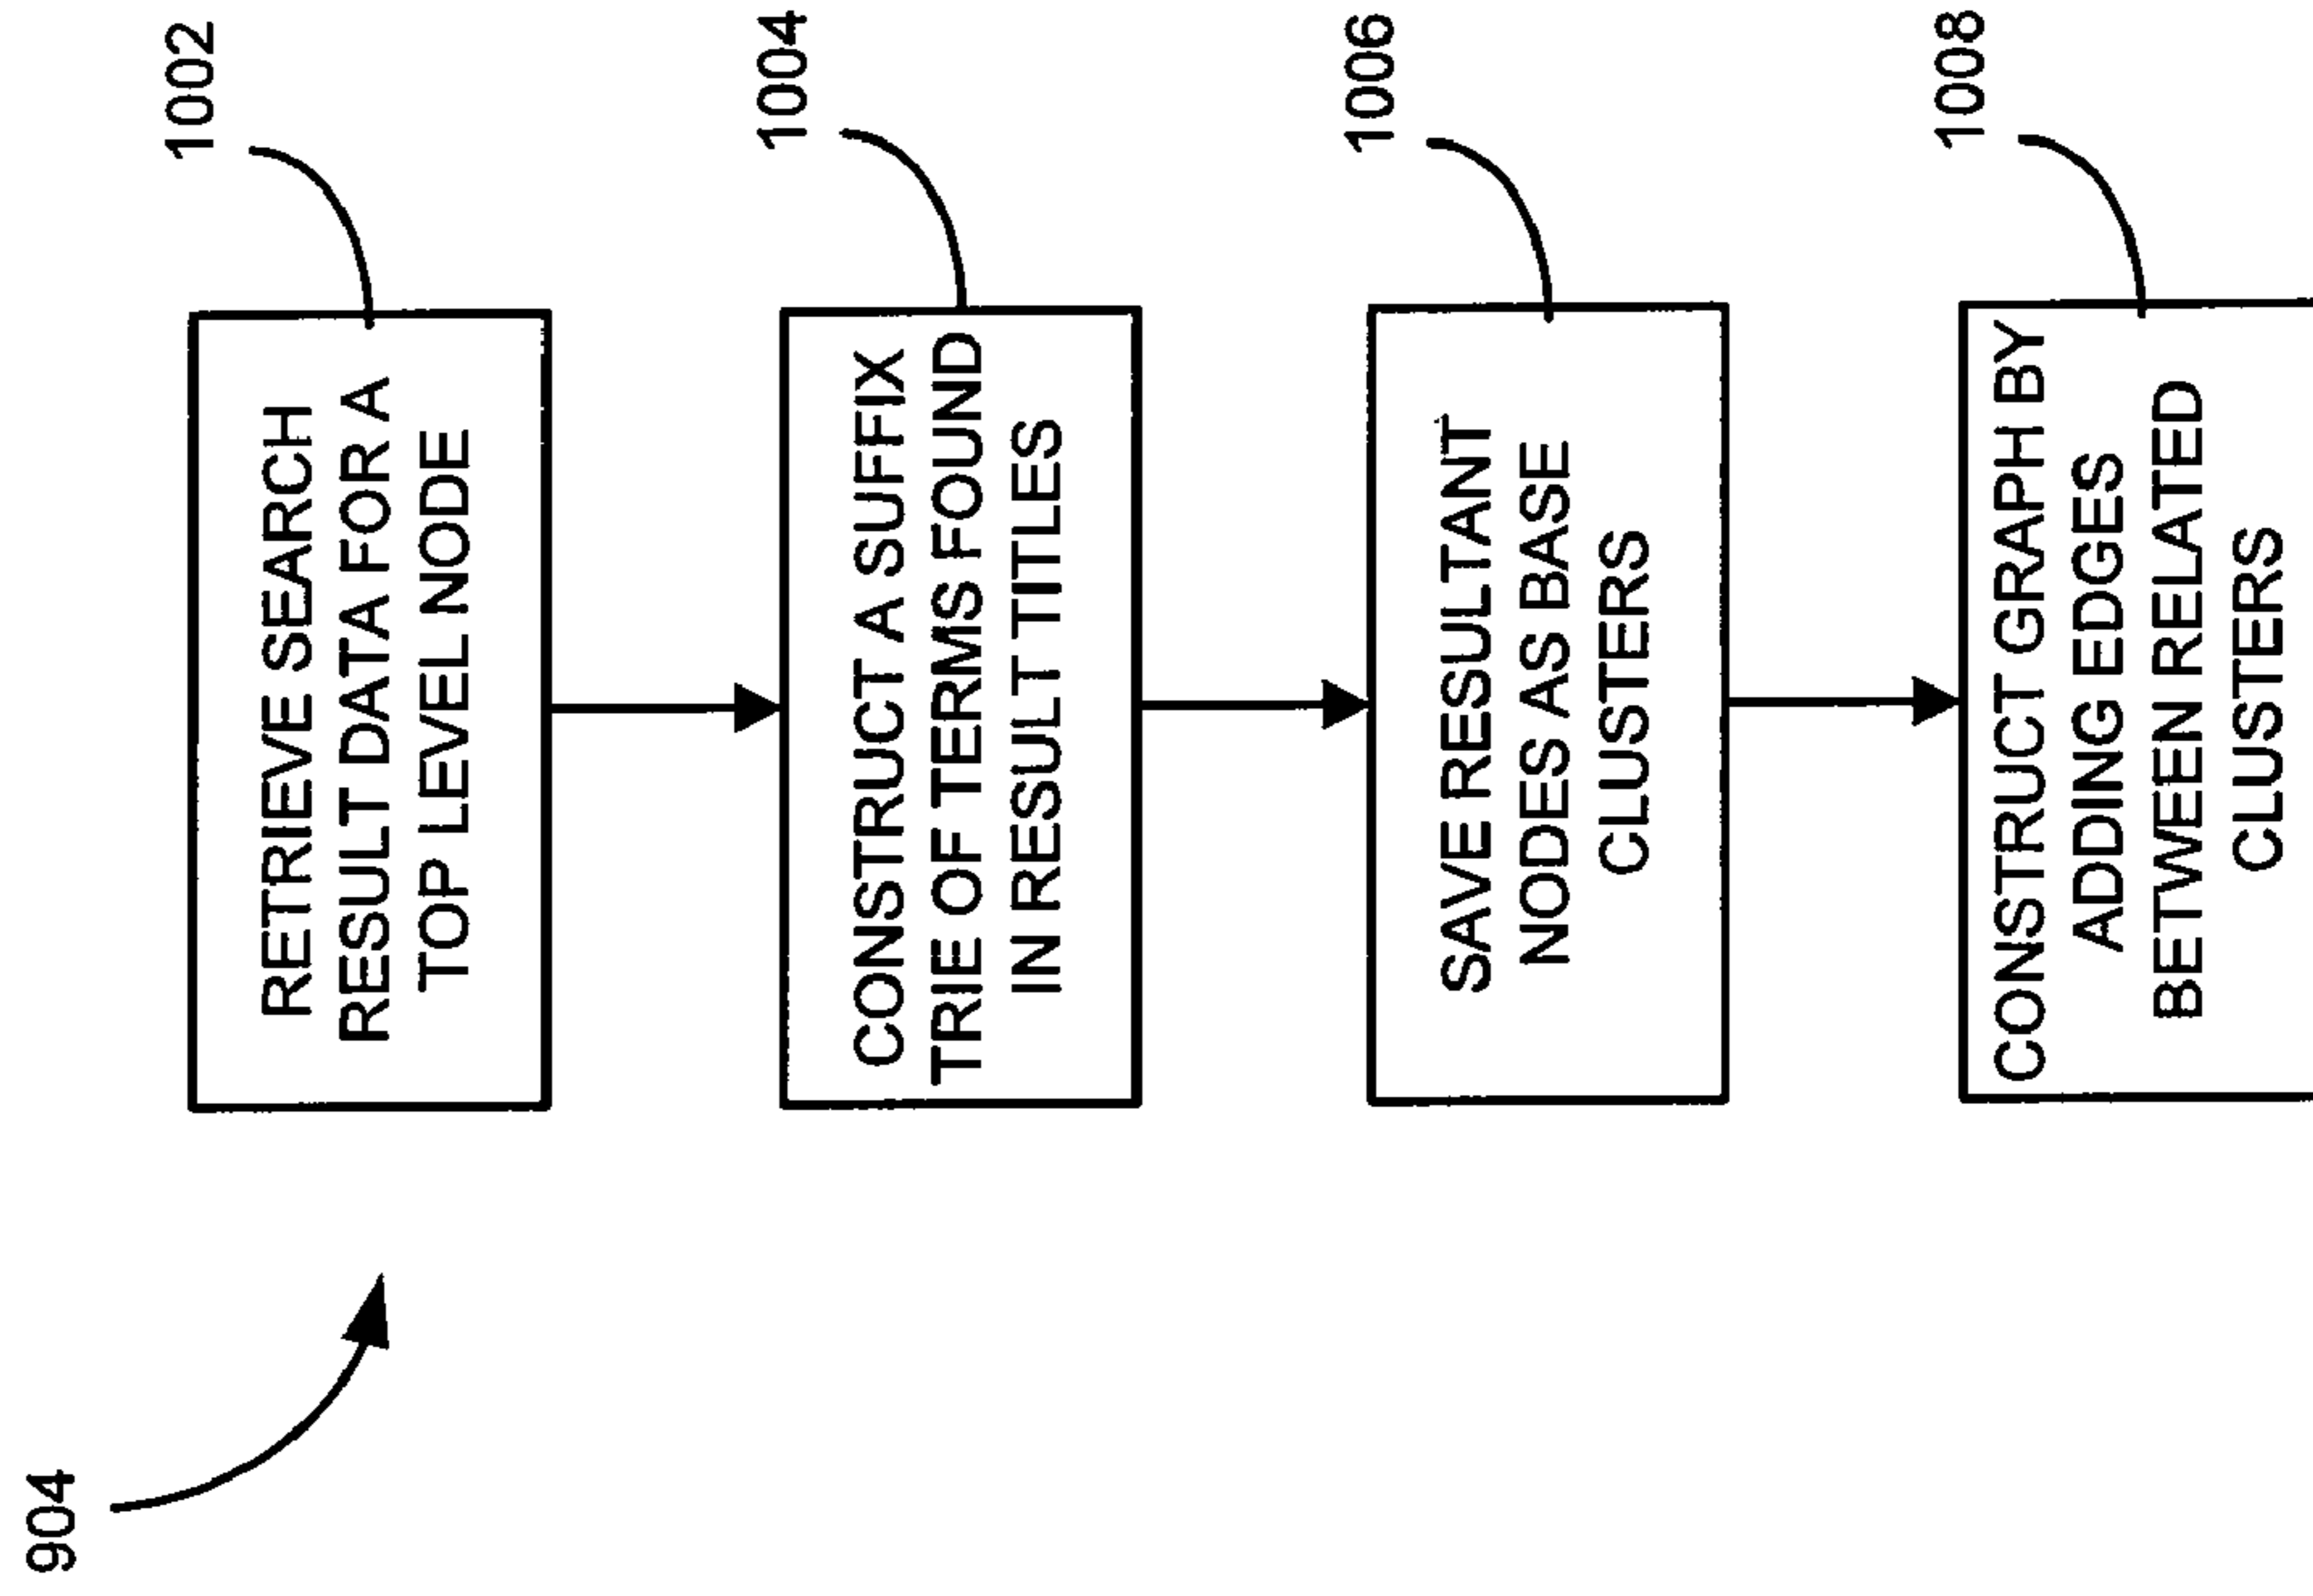 904
1002
RETRIEVE SEARCH
RESULT DATA FOR A
TOP LEVEL NODE
1004
CONSTRUCT A SUFFIX
TRIE OF TERMS FOUND
IN RESULT TITLES
1006
SAVE RESULTANT
NODES AS BASE
CLUSTERS
1008
CONSTRUCT GRAPH BY
ADDING EDGES
BETWEEN RELATED
CLUSTERS